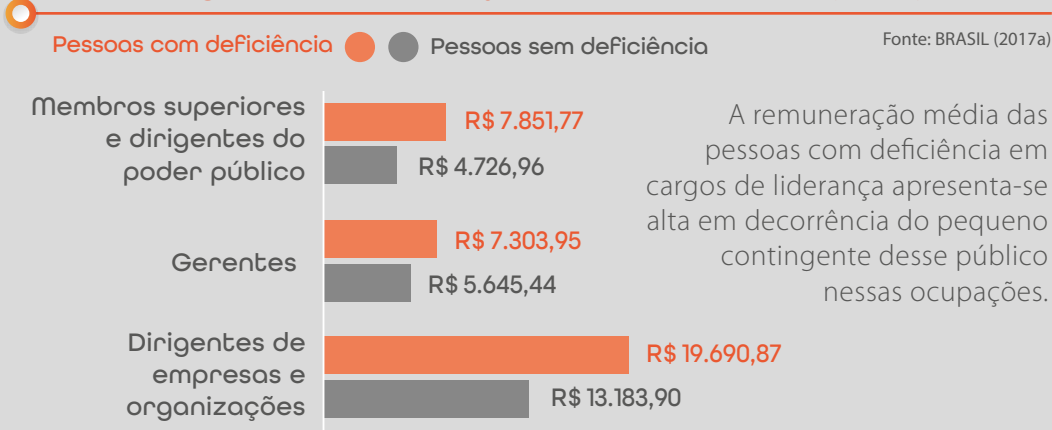 Pessoas com deficiência
Pessoas sem deficiência
Fonte: BRASIL (2017a)
Membros superiores
e dirigentes do
poder público
R$ 7.851,77
R$ 4.726,96
Gerentes
R$ 7.303,95
R$ 5.645,44
Dirigentes de
empresas e
organizações
R$ 19.690,87
R$ 13.183,90
A remuneração média das
pessoas com deficiência em
cargos de liderança apresenta-se
alta em decorrência do pequeno
contingente desse público
nessas ocupações.